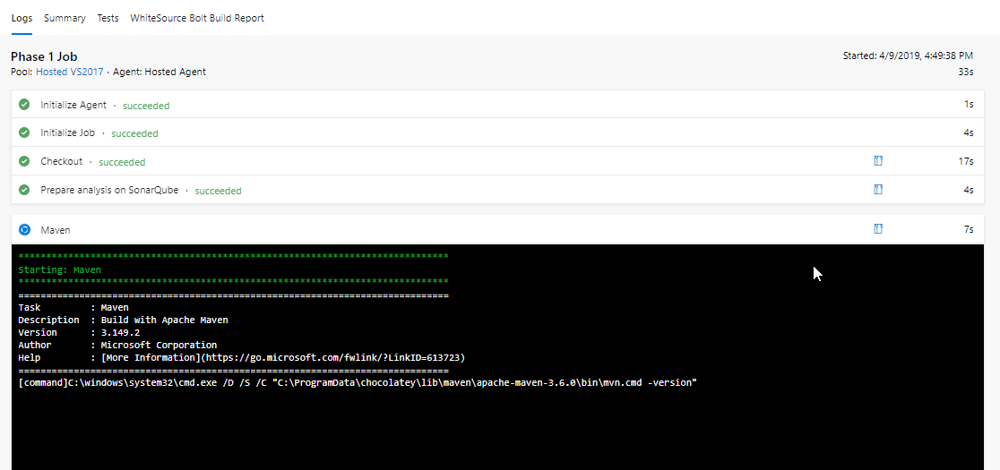 Logs Summary Tests WhiteSource Bolt Build Report
Phase 1 Job Started: 4/9/2019, 4:49:38 PM
Pool: Hosted VS2017 · Agent: Hosted Agent 33s
Initialize Agent · succeeded 1s
Initialize Job · succeeded 4s
Checkout · succeeded 17s
Prepare analysis on SonarQube · succeeded 4s
Maven 7s
******************************************************************************
Starting: Maven
******************************************************************************
==============================================================================
Task : Maven
Description : Build with Apache Maven
Version : 3.149.2
Author : Microsoft Corporation
Help : [More Information](https://go.microsoft.com/fwlink/?LinkID=613723)
==============================================================================
[command]C:\windows\system32\cmd.exe /D /S /C "C:\ProgramData\chocolatey\lib\maven\apache-maven-3.6.0\bin\mvn.cmd -version"